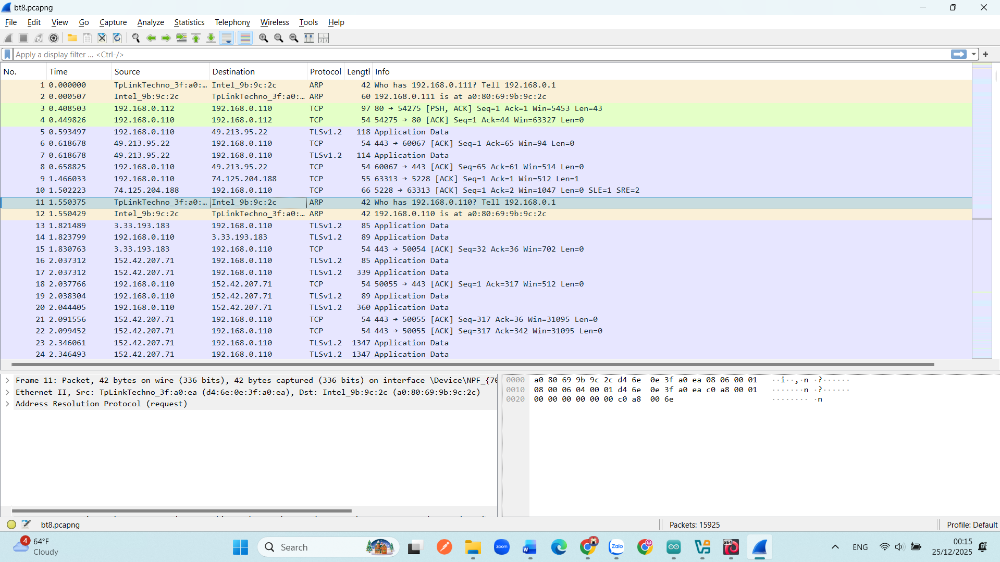 bt8.pcapng
File Edit View Go Capture Analyze Statistics Telephony Wireless Tools Help
Apply a display filter ... <Ctrl-/>
No. Time Source Destination Protocol Length Info
1 0.000000 TpLinkTechno_3f:a0:… Intel_9b:9c:2c ARP 42 Who has 192.168.0.111? Tell 192.168.0.1
2 0.000507 Intel_9b:9c:2c TpLinkTechno_3f:a0:… ARP 60 192.168.0.111 is at a0:80:69:9b:9c:2c
3 0.408503 192.168.0.112 192.168.0.110 TCP 97 80 → 54275 [PSH, ACK] Seq=1 Ack=1 Win=5453 Len=43
4 0.449826 192.168.0.110 192.168.0.112 TCP 54 54275 → 80 [ACK] Seq=1 Ack=44 Win=63327 Len=0
5 0.593497 192.168.0.110 49.213.95.22 TLSv1.2 118 Application Data
6 0.618678 49.213.95.22 192.168.0.110 TCP 54 443 → 60067 [ACK] Seq=1 Ack=65 Win=94 Len=0
7 0.618678 49.213.95.22 192.168.0.110 TLSv1.2 114 Application Data
8 0.658825 192.168.0.110 49.213.95.22 TCP 54 60067 → 443 [ACK] Seq=65 Ack=61 Win=514 Len=0
9 1.466033 192.168.0.110 74.125.204.188 TCP 55 63313 → 5228 [ACK] Seq=1 Ack=1 Win=512 Len=1
10 1.502223 74.125.204.188 192.168.0.110 TCP 66 5228 → 63313 [ACK] Seq=1 Ack=2 Win=1047 Len=0 SLE=1 SRE=2
11 1.550375 TpLinkTechno_3f:a0:… Intel_9b:9c:2c ARP 42 Who has 192.168.0.110? Tell 192.168.0.1
12 1.550429 Intel_9b:9c:2c TpLinkTechno_3f:a0:… ARP 42 192.168.0.110 is at a0:80:69:9b:9c:2c
13 1.821489 3.33.193.183 192.168.0.110 TLSv1.2 85 Application Data
14 1.823799 192.168.0.110 3.33.193.183 TLSv1.2 89 Application Data
15 1.830763 3.33.193.183 192.168.0.110 TCP 54 443 → 50054 [ACK] Seq=32 Ack=36 Win=702 Len=0
16 2.037312 152.42.207.71 192.168.0.110 TLSv1.2 85 Application Data
17 2.037312 152.42.207.71 192.168.0.110 TLSv1.2 339 Application Data
18 2.037766 192.168.0.110 152.42.207.71 TCP 54 50055 → 443 [ACK] Seq=1 Ack=317 Win=512 Len=0
19 2.038304 192.168.0.110 152.42.207.71 TLSv1.2 89 Application Data
20 2.044405 192.168.0.110 152.42.207.71 TLSv1.2 360 Application Data
21 2.091556 152.42.207.71 192.168.0.110 TCP 54 443 → 50055 [ACK] Seq=317 Ack=36 Win=31095 Len=0
22 2.099452 152.42.207.71 192.168.0.110 TCP 54 443 → 50055 [ACK] Seq=317 Ack=342 Win=31095 Len=0
23 2.346061 152.42.207.71 192.168.0.110 TLSv1.2 1347 Application Data
24 2.346493 152.42.207.71 192.168.0.110 TLSv1.2 1347 Application Data
Frame 11: Packet, 42 bytes on wire (336 bits), 42 bytes captured (336 bits) on interface \Device\NPF_{70
Ethernet II, Src: TpLinkTechno_3f:a0:ea (d4:6e:0e:3f:a0:ea), Dst: Intel_9b:9c:2c (a0:80:69:9b:9c:2c)
Address Resolution Protocol (request)
0000 a0 80 69 9b 9c 2c d4 6e 0e 3f a0 ea 08 06 00 01 ··i··,·n ·?······
0010 08 00 06 04 00 01 d4 6e 0e 3f a0 ea c0 a8 00 01 ·······n ·?······
0020 00 00 00 00 00 00 c0 a8 00 6e ········ ·n
bt8.pcapng
Packets: 15925
Profile: Default
4
64°F
Cloudy
Search
zoom
W
Zalo
x64
ENG
00:15
25/12/2025